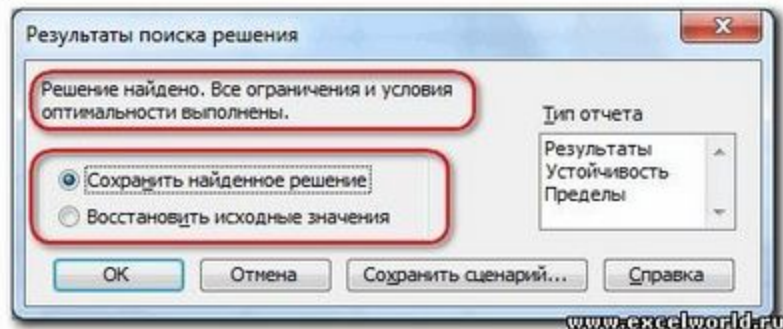 Результаты поиска решения
Решение найдено. Все ограничения и условия
оптимальности выполнены.
Тип отчета
Результаты
Устойчивость
Пределы
Сохранить найденное решение
Восстановить исходные значения
ОК
Отмена
Сохранить сценарий...
Справка
www.excelworld.ru